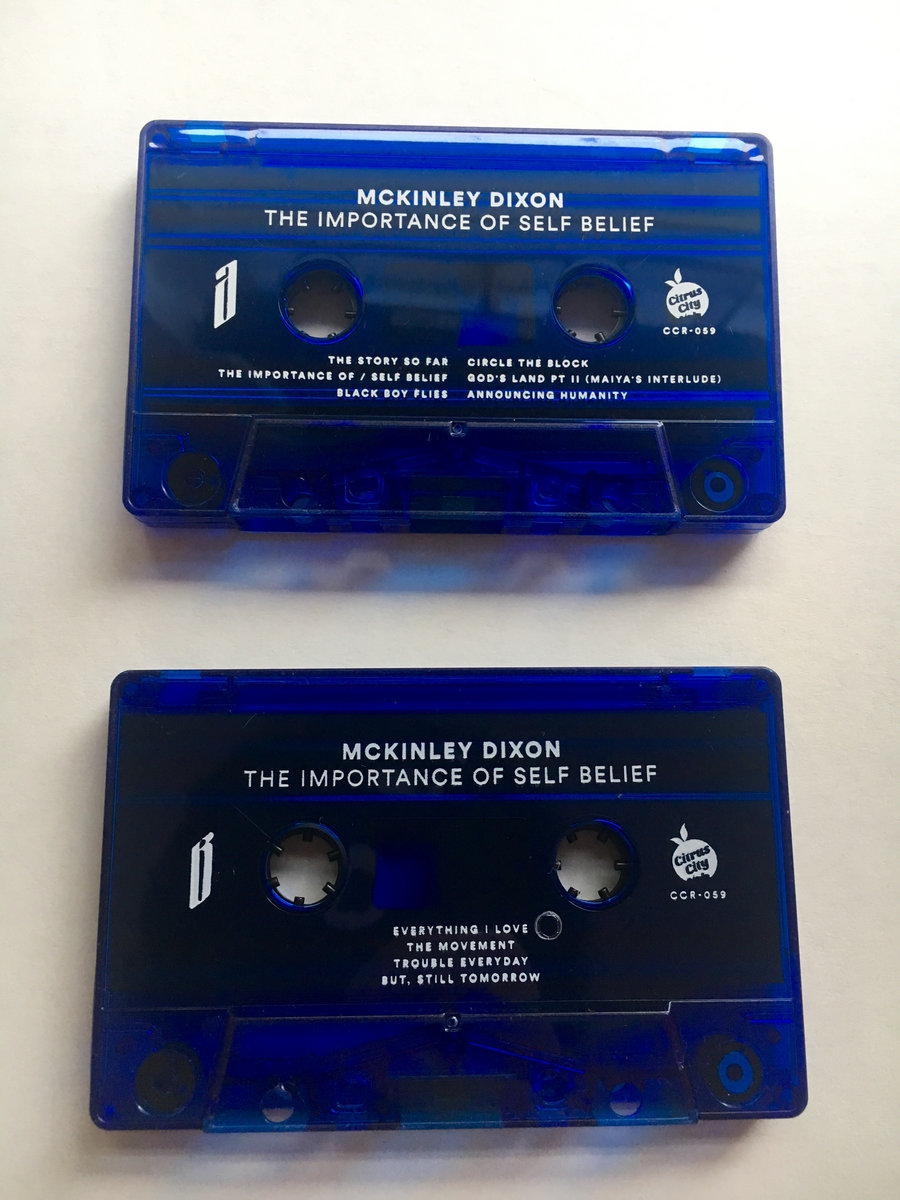 MCKINLEY DIXON
THE IMPORTANCE OF SELF BELIEF
A
Citrus
City
CCR-059
THE STORY SO FAR
THE IMPORTANCE OF / SELF BELIEF
BLACK BOY FLIES
CIRCLE THE BLOCK
GOD'S LAND PT II (MAIYA'S INTERLUDE)
ANNOUNCING HUMANITY
MCKINLEY DIXON
THE IMPORTANCE OF SELF BELIEF
B
Citrus
City
CCR-059
EVERYTHING I LOVE
THE MOVEMENT
TROUBLE EVERYDAY
BUT, STILL TOMORROW